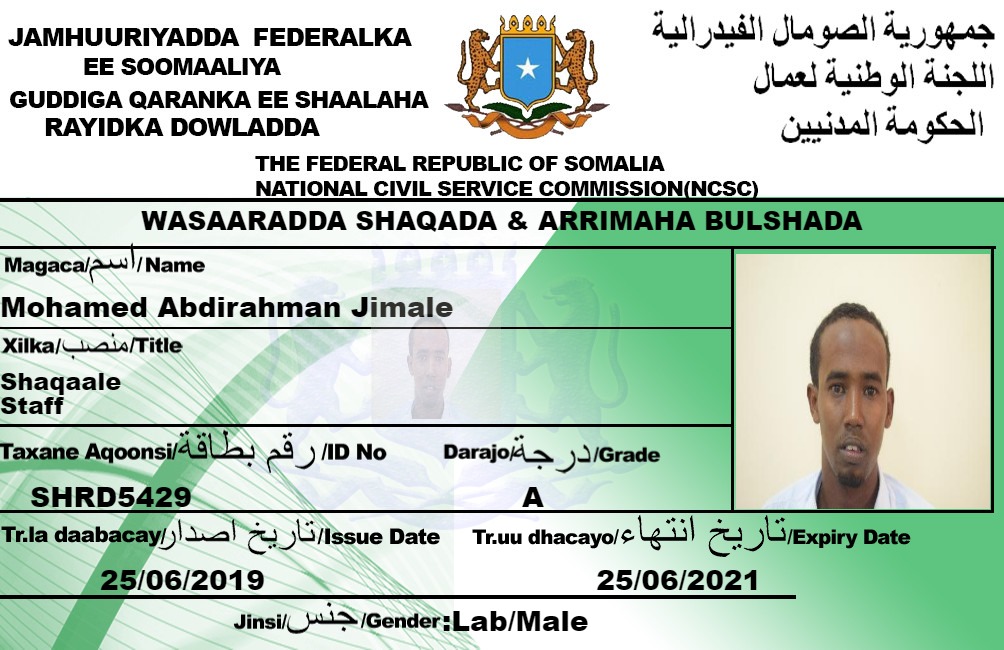 JAMHUURIYADDA FEDERALKA
EE SOOMAALIYA
GUDDIGA QARANKA EE SHAALAHA
RAYIDKA DOWLADDA
جمهورية الصومال الفيدرالية
اللجنة الوطنية لعمال
الحكومة المدنيين
THE FEDERAL REPUBLIC OF SOMALIA
NATIONAL CIVIL SERVICE COMMISSION(NCSC)
WASAARADDA SHAQADA & ARRIMAHA BULSHADA
Magaca/اسم/Name
Mohamed Abdirahman Jimale
Xilka/منصب/Title
Shaqaale
Staff
Taxane Aqoonsi/رقم بطاقة/ID No
Darajo/درجة/Grade
SHRD5429
A
Tr.la daabacay/تاريخ اصدار/Issue Date
Tr.uu dhacayo/تاريخ انتهاء/Expiry Date
25/06/2019
25/06/2021
Jinsi/جنس/Gender:Lab/Male